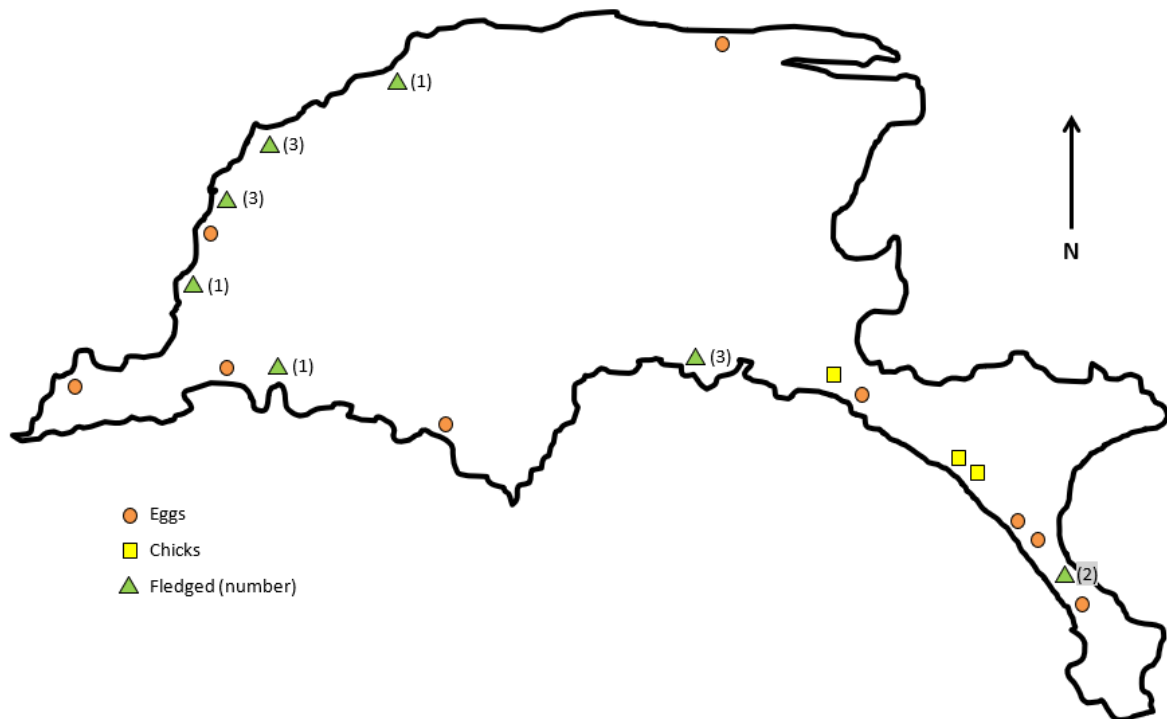 (1)
(3)
(3)
N
(1)
(3)
(1)
Eggs
Chicks
(2)
Fledged (number)